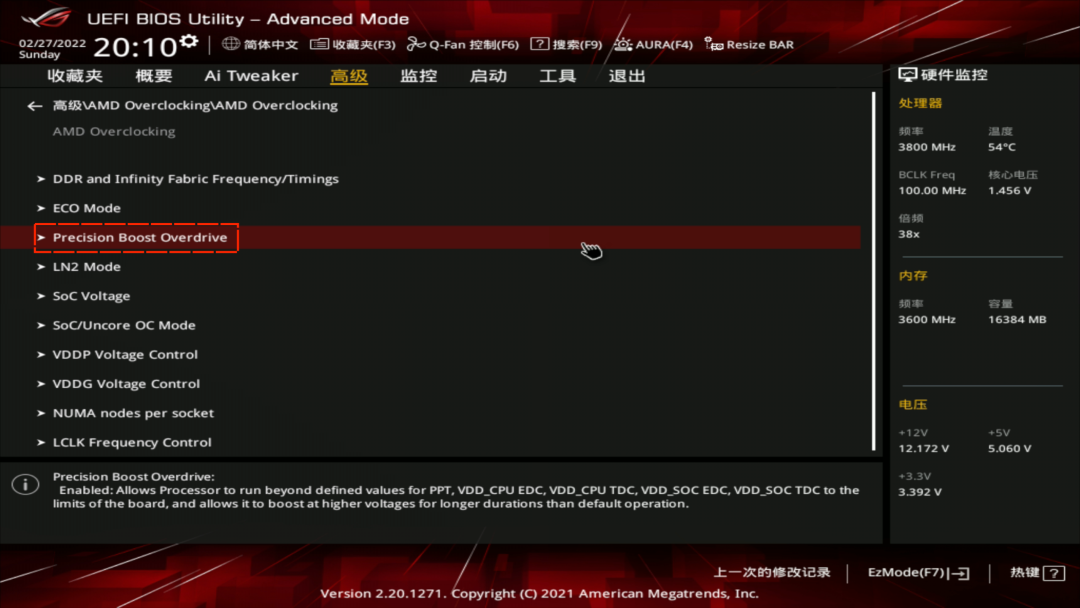 UEFI BIOS Utility – Advanced Mode
02/27/2022 Sunday 20:10 简体中文 收藏夹(F3) Q-Fan 控制(F6) ? 搜索(F9) AURA(F4) Resize BAR
收藏夹 概要 Ai Tweaker 高级 监控 启动 工具 退出
硬件监控
高级\AMD Overclocking\AMD Overclocking
AMD Overclocking
DDR and Infinity Fabric Frequency/Timings
ECO Mode
Precision Boost Overdrive
LN2 Mode
SoC Voltage
SoC/Uncore OC Mode
VDDP Voltage Control
VDDG Voltage Control
NUMA nodes per socket
LCLK Frequency Control
处理器
频率 温度
3800 MHz 54°C
BCLK Freq 核心电压
100.00 MHz 1.456 V
倍频
38x
内存
频率 容量
3600 MHz 16384 MB
电压
+12V +5V
12.172 V 5.060 V
+3.3V
3.392 V
Precision Boost Overdrive:
Enabled: Allows Processor to run beyond defined values for PPT, VDD_CPU EDC, VDD_CPU TDC, VDD_SOC EDC, VDD_SOC TDC to the
limits of the board, and allows it to boost at higher voltages for longer durations than default operation.
上一次的修改记录 EzMode(F7) 热键 ?
Version 2.20.1271. Copyright (C) 2021 American Megatrends, Inc.